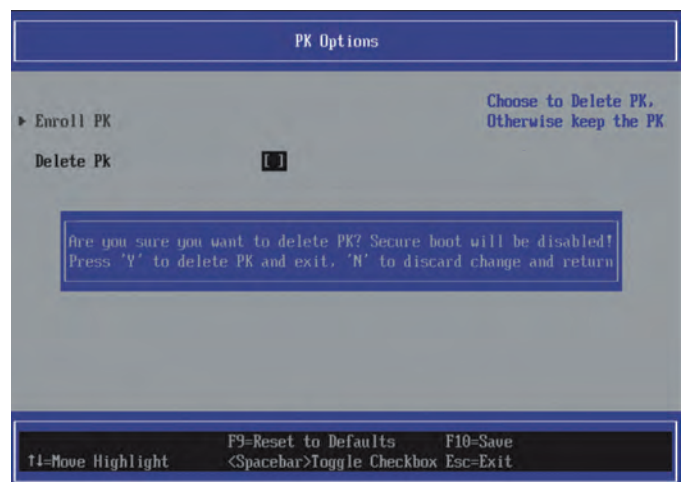 PK Options
Choose to Delete PK,
▶ Enroll PK Otherwise keep the PK
Delete Pk [ ]
Are you sure you want to delete PK? Secure boot will be disabled!
Press 'Y' to delete PK and exit, 'N' to discard change and return
F9=Reset to Defaults F10=Save
↑↓=Move Highlight <Spacebar>Toggle Checkbox Esc=Exit